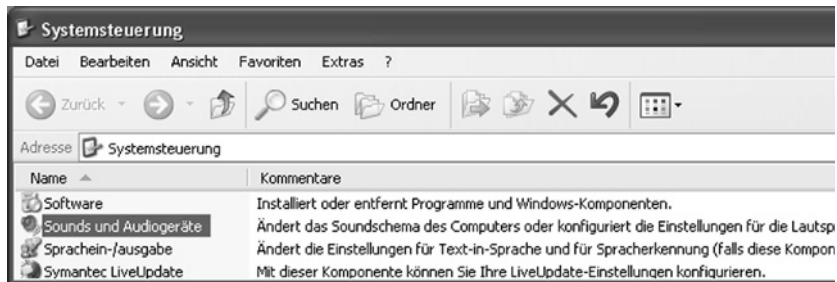 Systemsteuerung
Datei Bearbeiten Ansicht Favoriten Extras ?
Zurück Suchen Ordner
Adresse Systemsteuerung
Name Kommentare
Software Installiert oder entfernt Programme und Windows-Komponenten.
Sounds und Audiogeräte Ändert das Soundschema des Computers oder konfiguriert die Einstellungen für die Lautsp
Sprachein-/ausgabe Ändert die Einstellungen für Text-in-Sprache und für Spracherkennung (falls diese Kompon
Symantec LiveUpdate Mit dieser Komponente können Sie Ihre LiveUpdate-Einstellungen konfigurieren.